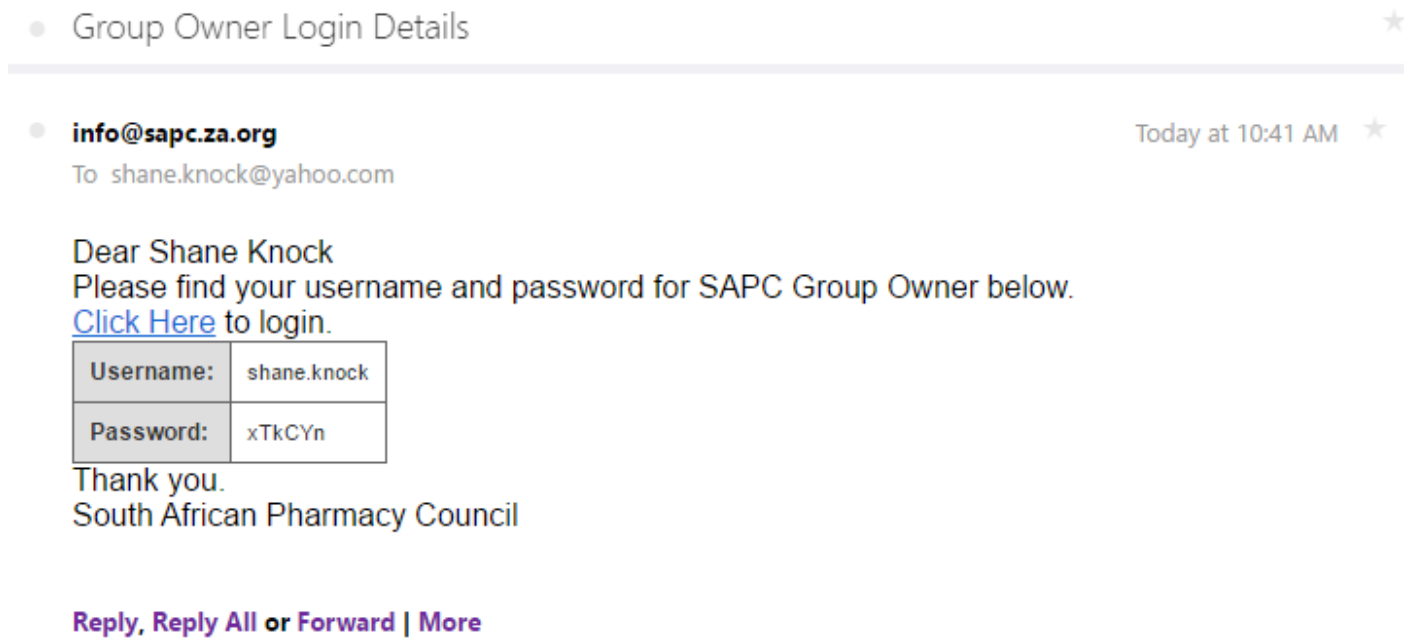 Group Owner Login Details
info@sapc.za.org
Today at 10:41 AM
To shane.knock@yahoo.com
Dear Shane Knock
Please find your username and password for SAPC Group Owner below.
Click Here to login.
Username: shane.knock
Password: xTkCYn
Thank you.
South African Pharmacy Council
Reply, Reply All or Forward | More